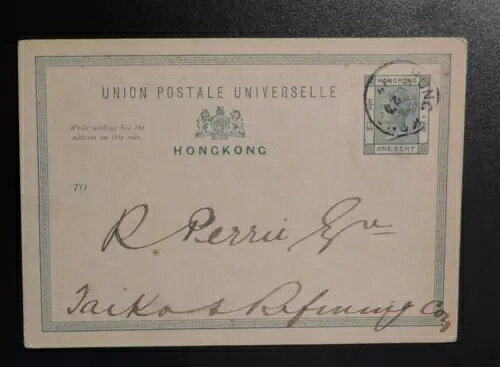 UNION POSTALE UNIVERSELLE
Write nothing but the
address on this side.
HONGKONG
HONGKONG
ONE CENT
TO
R Perrie Esq
Taikoo S Refining Coy